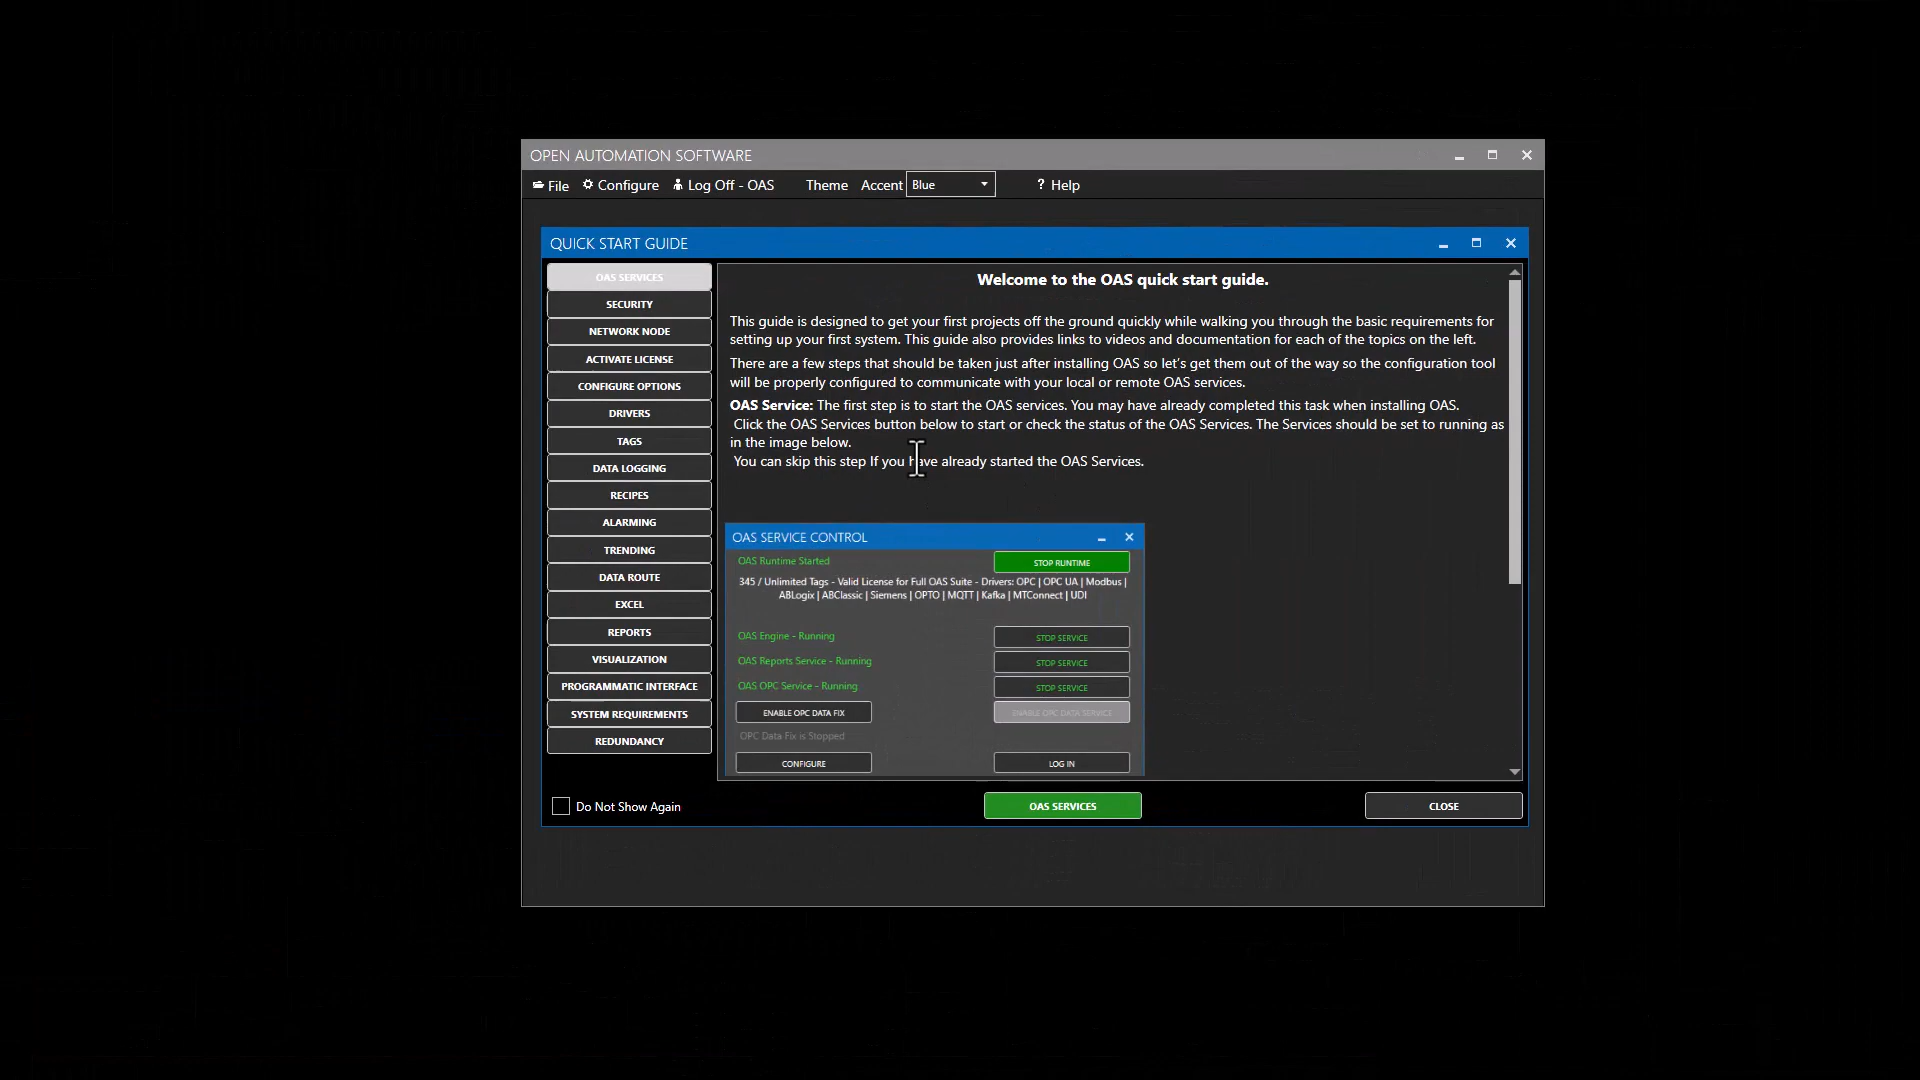 OPEN AUTOMATION SOFTWARE
File Configure Log Off - OAS Theme Accent Blue ? Help
QUICK START GUIDE
OAS SERVICES
SECURITY
NETWORK NODE
ACTIVATE LICENSE
CONFIGURE OPTIONS
DRIVERS
TAGS
DATA LOGGING
RECIPES
ALARMING
TRENDING
DATA ROUTE
EXCEL
REPORTS
VISUALIZATION
PROGRAMMATIC INTERFACE
SYSTEM REQUIREMENTS
REDUNDANCY
Welcome to the OAS quick start guide.
This guide is designed to get your first projects off the ground quickly while walking you through the basic requirements for
setting up your first system. This guide also provides links to videos and documentation for each of the topics on the left.
There are a few steps that should be taken just after installing OAS so let's get them out of the way so the configuration tool
will be properly configured to communicate with your local or remote OAS services.
OAS Service: The first step is to start the OAS services. You may have already completed this task when installing OAS.
Click the OAS Services button below to start or check the status of the OAS Services. The Services should be set to running as
in the image below.
You can skip this step If you have already started the OAS Services.
OAS SERVICE CONTROL
OAS Runtime Started STOP RUNTIME
345 / Unlimited Tags - Valid License for Full OAS Suite - Drivers: OPC | OPC UA | Modbus |
ABLogix | ABClassic | Siemens | OPTO | MQTT | Kafka | MTConnect | UDI
OAS Engine - Running STOP SERVICE
OAS Reports Service - Running STOP SERVICE
OAS OPC Service - Running STOP SERVICE
ENABLE OPC DATA FIX ENABLE OPC DATA SERVICE
OPC Data Fix is Stopped
CONFIGURE LOG IN
Do Not Show Again OAS SERVICES CLOSE